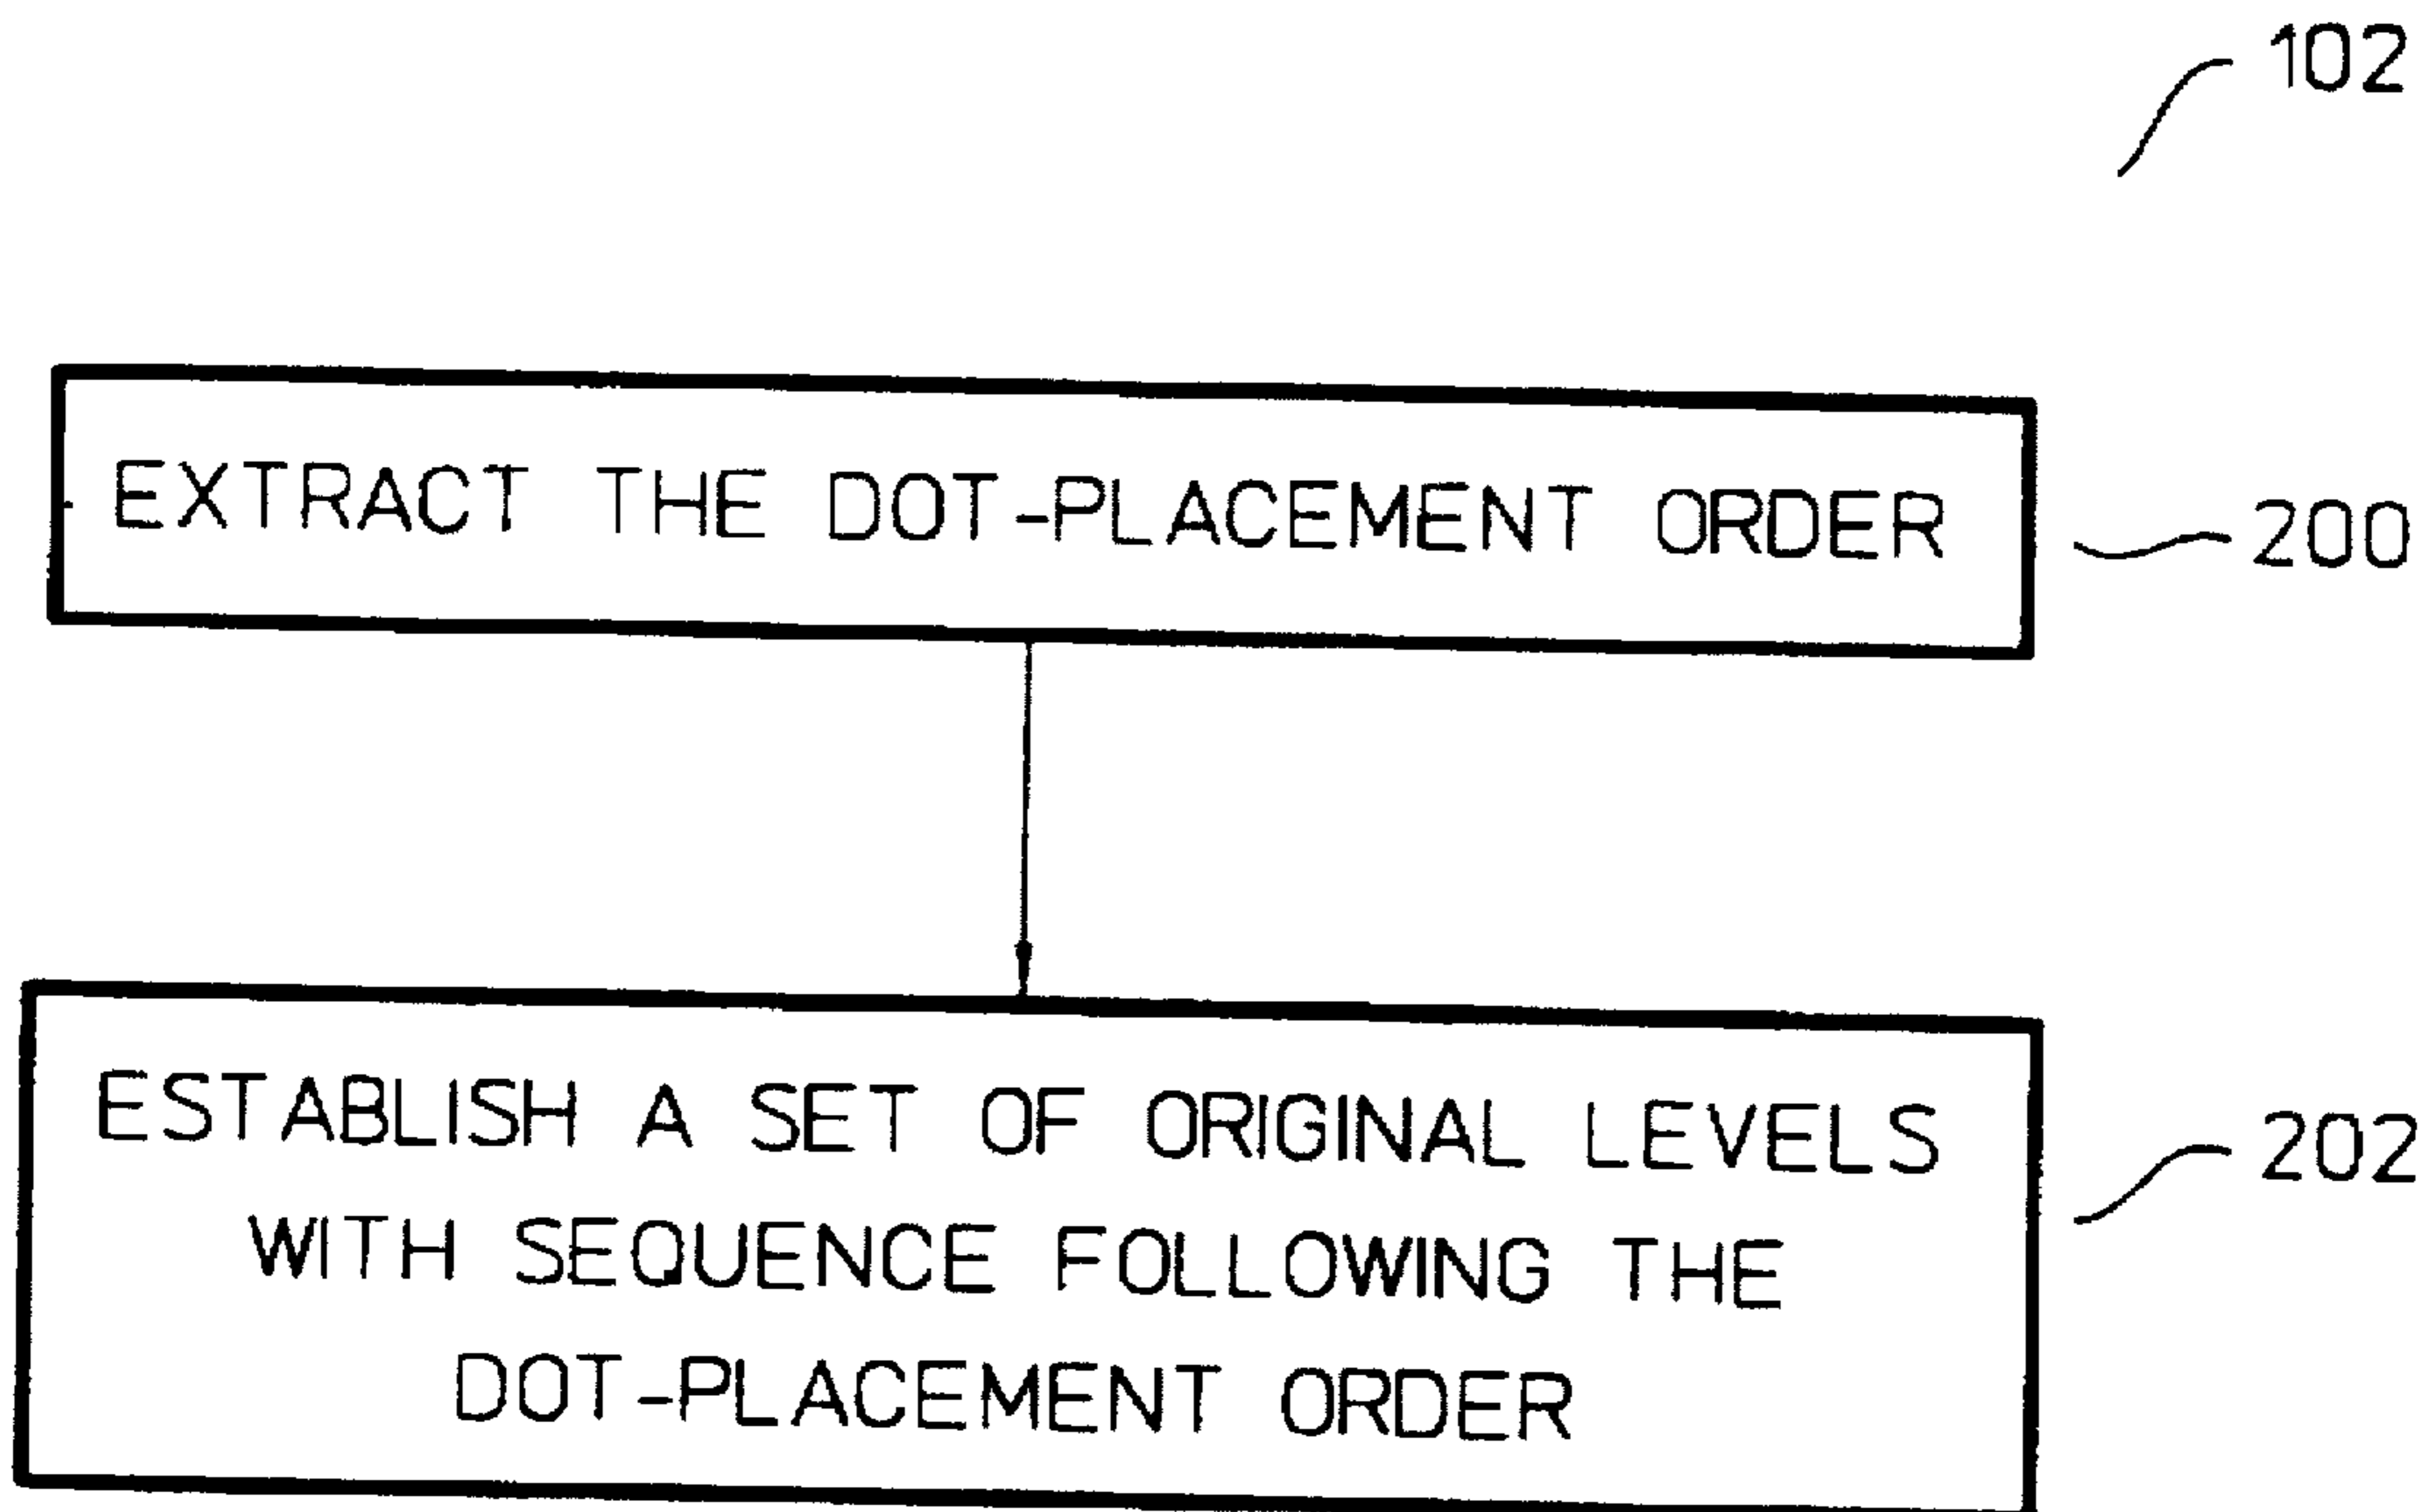 102
EXTRACT THE DOT-PLACEMENT ORDER
200
ESTABLISH A SET OF ORIGINAL LEVELS
WITH SEQUENCE FOLLOWING THE
DOT-PLACEMENT ORDER
202